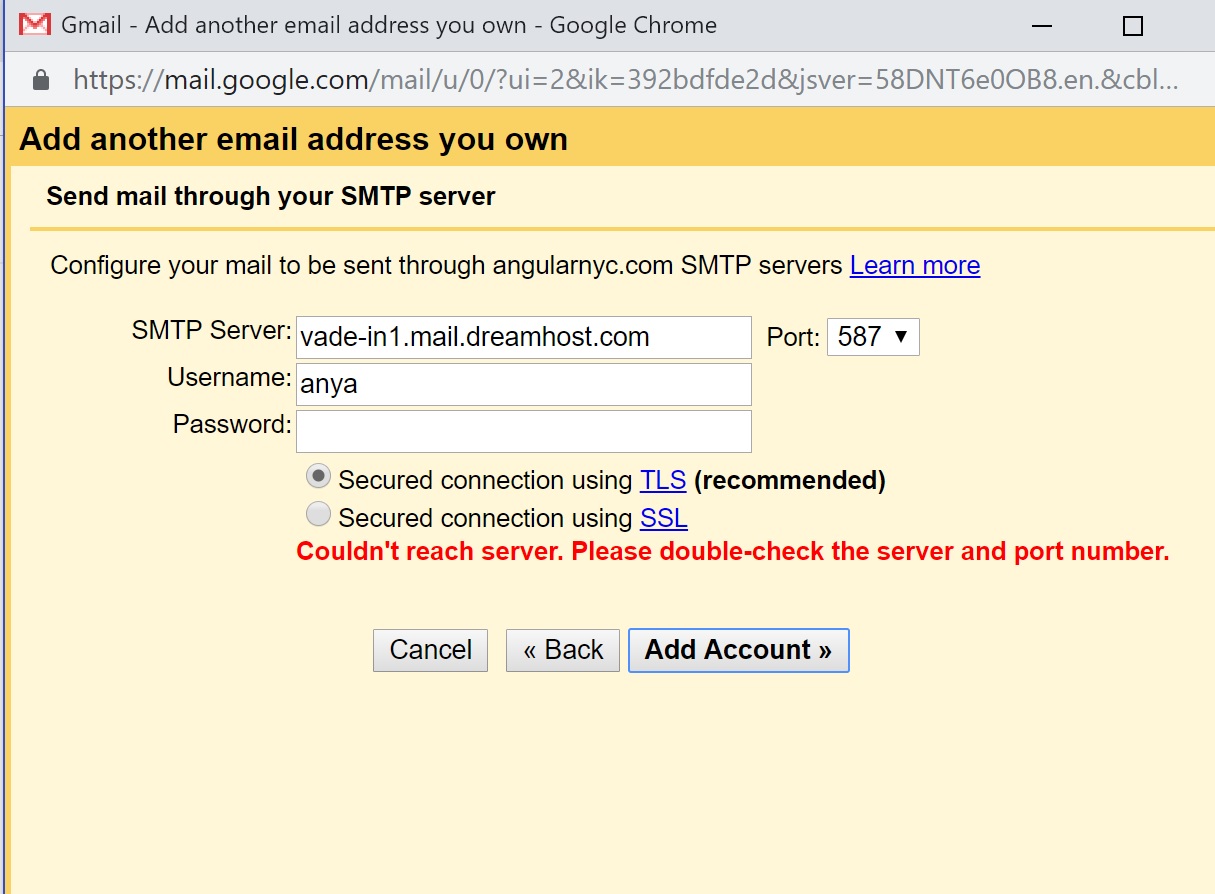 Gmail - Add another email address you own - Google Chrome
https://mail.google.com/mail/u/0/?ui=2&ik=392bdfde2d&jsver=58DNT6e0OB8.en.&cbl...
Add another email address you own
Send mail through your SMTP server
Configure your mail to be sent through angularnyc.com SMTP servers Learn more
SMTP Server: vade-in1.mail.dreamhost.com Port: 587 ▼
Username: anya
Password:
Secured connection using TLS (recommended)
Secured connection using SSL
Couldn't reach server. Please double-check the server and port number.
Cancel « Back Add Account »